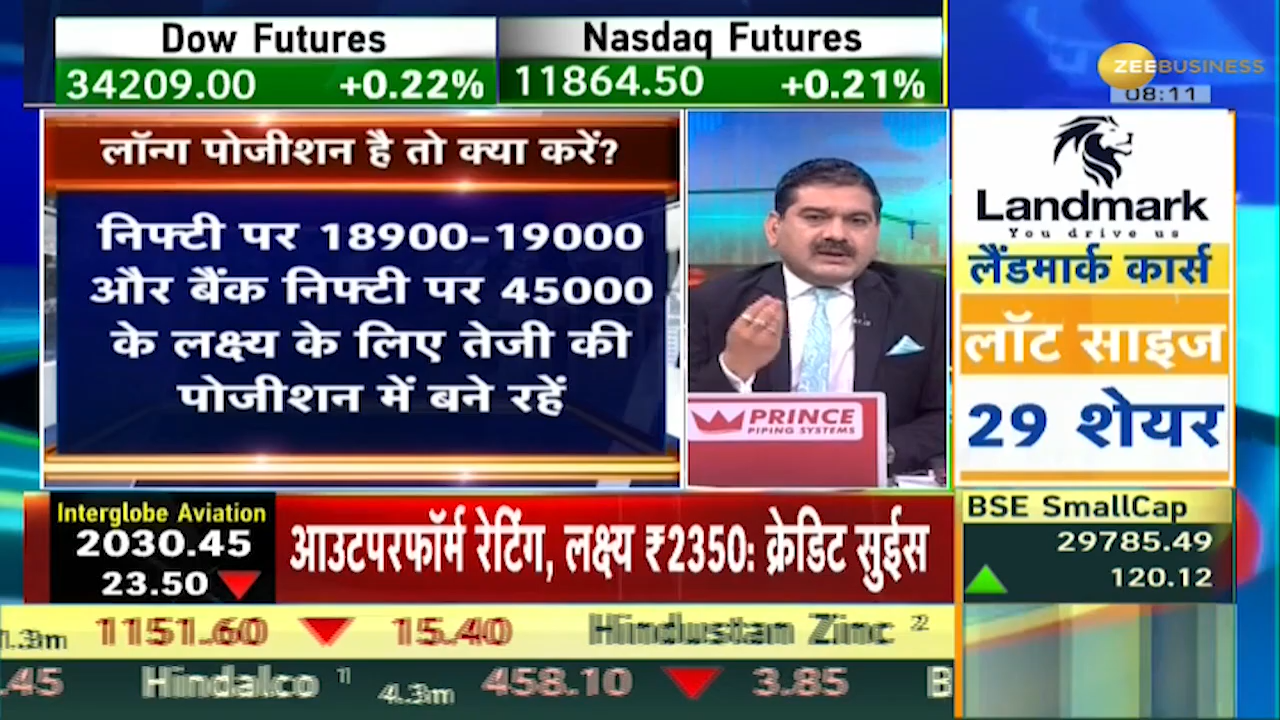 Dow Futures
34209.00 +0.22%
Nasdaq Futures
11864.50 +0.21%
ZEEBUSINESS
08:11
लॉन्ग पोजीशन है तो क्या करें?
निफ्टी पर 18900-19000
और बैंक निफ्टी पर 45000
के लक्ष्य के लिए तेजी की
पोजीशन में बने रहें
PRINCE
PIPING SYSTEMS
Landmark
You drive us
लैंडमार्क कार्स
लॉट साइज
29 शेयर
Interglobe Aviation
2030.45
23.50
आउटपरफॉर्म रेटिंग, लक्ष्य ₹2350: क्रेडिट सुईस
BSE SmallCap
29785.49
120.12
1151.60 15.40 Hindustan Zinc
.45 Hindalco 4.3m 458.10 3.85 B